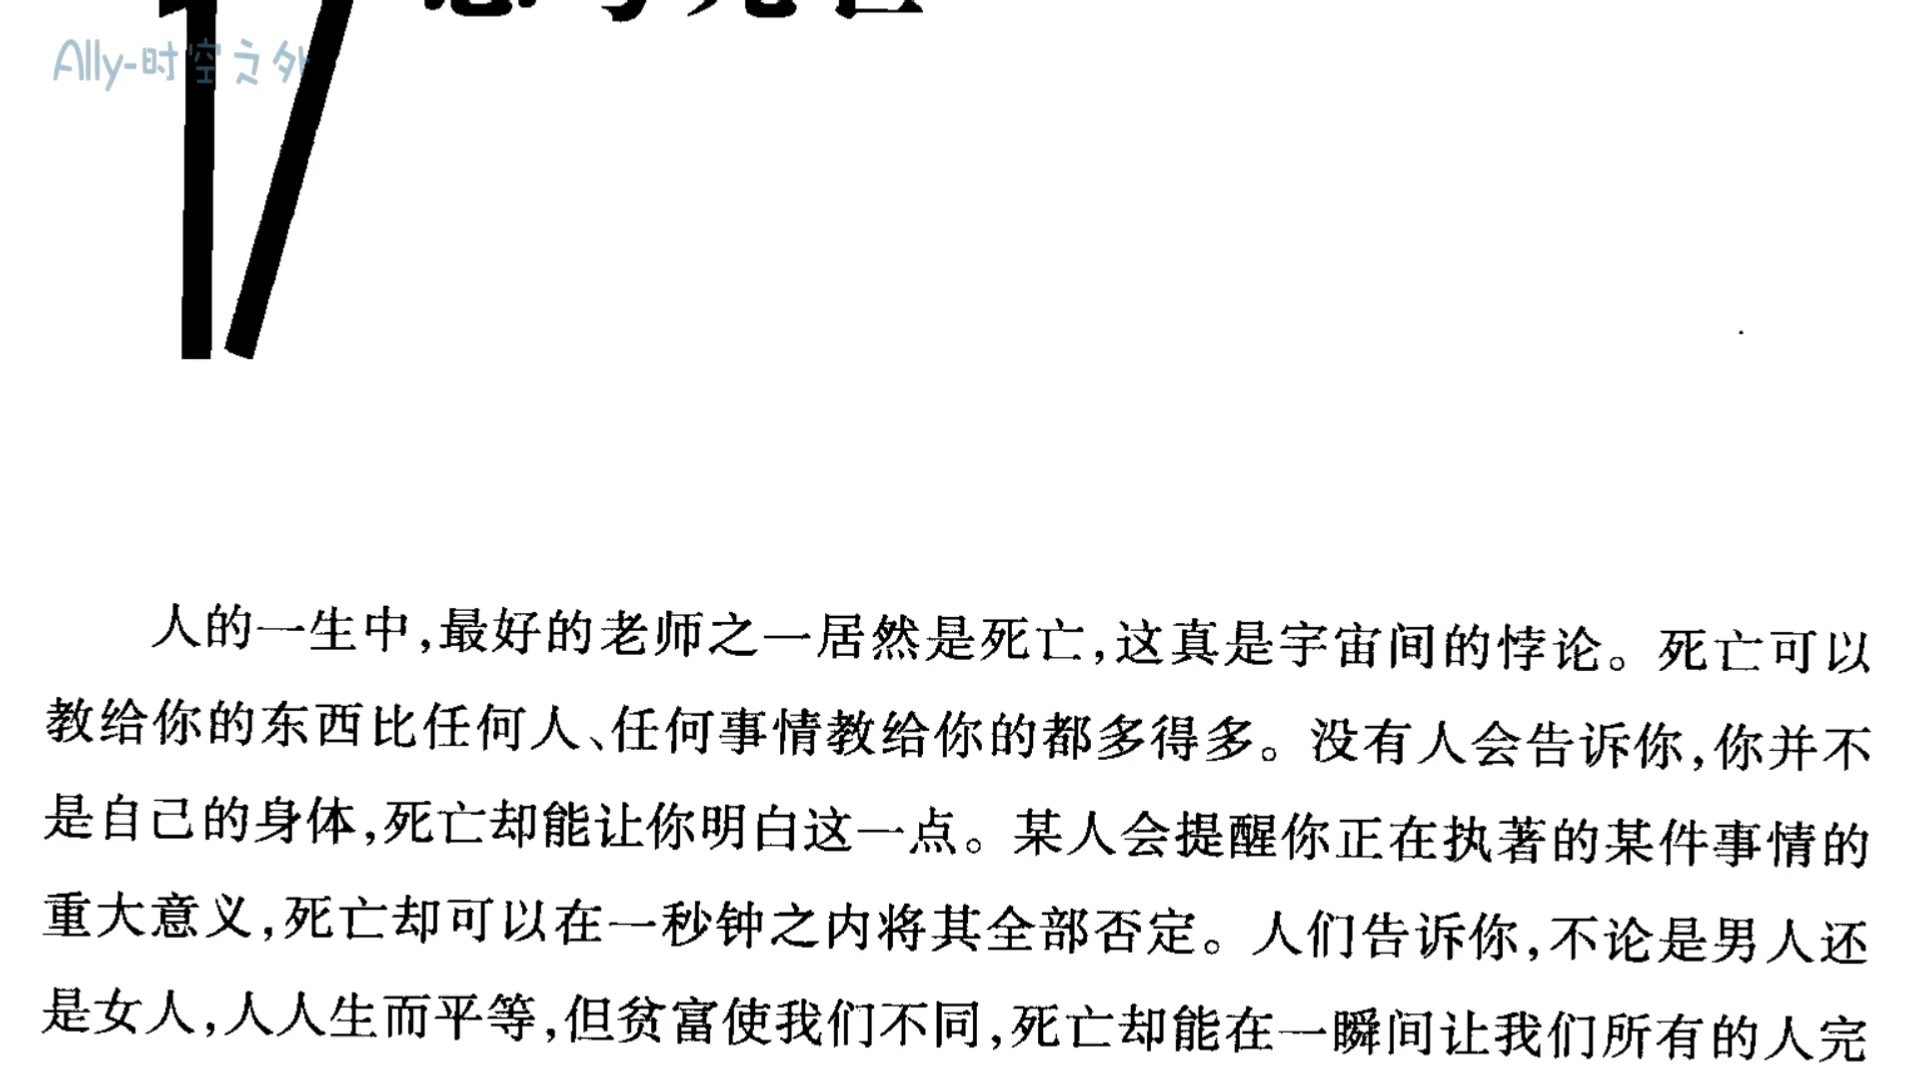 17
Ally-时空之外
人的一生中,最好的老师之一居然是死亡,这真是宇宙间的悖论。死亡可以
教给你的东西比任何人、任何事情教给你的都多得多。没有人会告诉你,你并不
是自己的身体,死亡却能让你明白这一点。某人会提醒你正在执著的某件事情的
重大意义,死亡却可以在一秒钟之内将其全部否定。人们告诉你,不论是男人还
是女人,人人生而平等,但贫富使我们不同,死亡却能在一瞬间让我们所有的人完